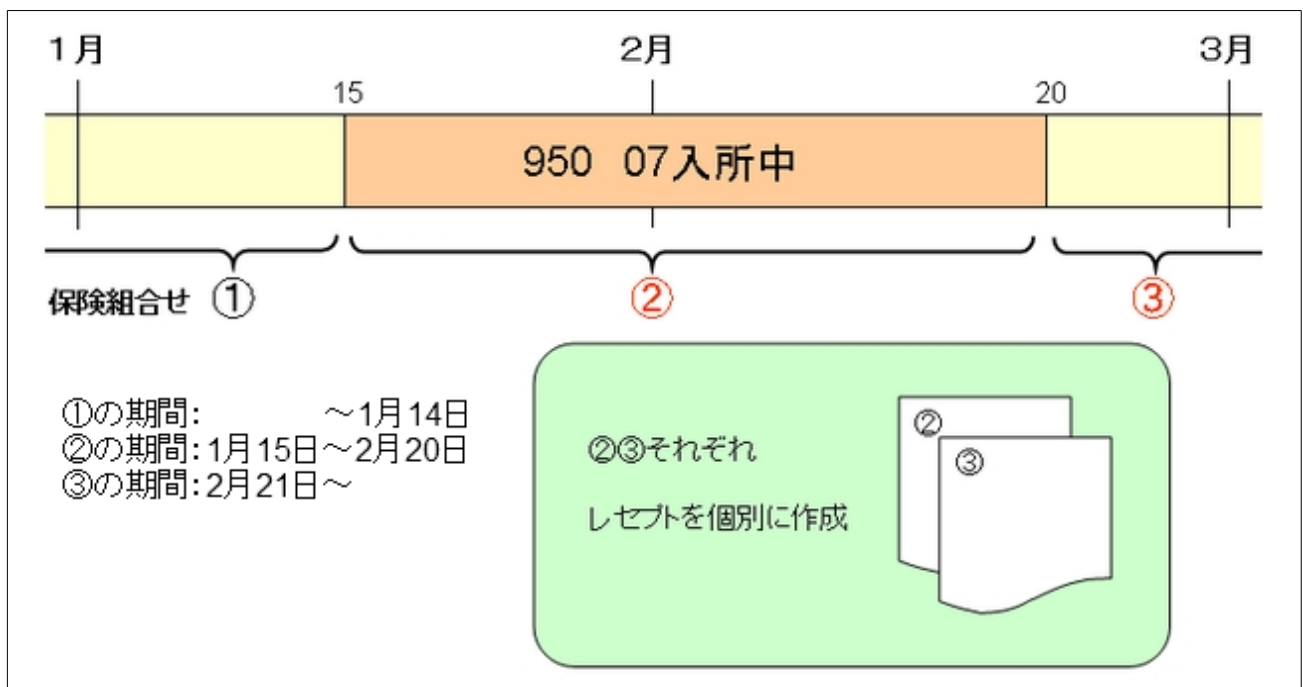 1月 2月 3月
15 20
950 07入所中
保険組合せ ① ② ③
①の期間: ～1月14日
②の期間:1月15日～2月20日
③の期間:2月21日～
②③それぞれ
レセプトを個別に作成
②
③